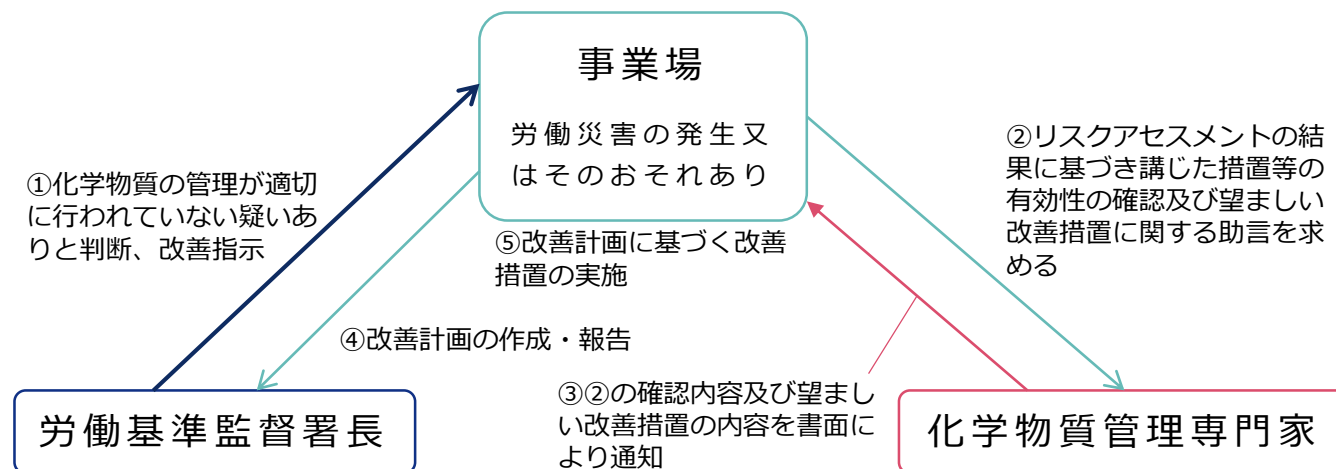 事業場
労働災害の発生又
はそのおそれあり
①化学物質の管理が適切
に行われていない疑いあ
りと判断、改善指示
②リスクアセスメントの結
果に基づき講じた措置等の
有効性の確認及び望ましい
改善措置に関する助言を求
める
⑤改善計画に基づく改善
措置の実施
④改善計画の作成・報告
③②の確認内容及び望まし
い改善措置の内容を書面に
より通知
労働基準監督署長
化学物質管理専門家